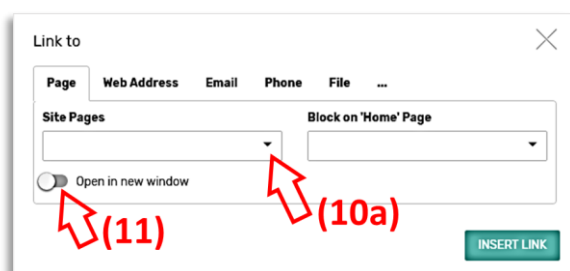 Link to
Page Web Address Email Phone File ...
Site Pages Block on 'Home' Page
Open in new window
(10a)
(11)
INSERT LINK